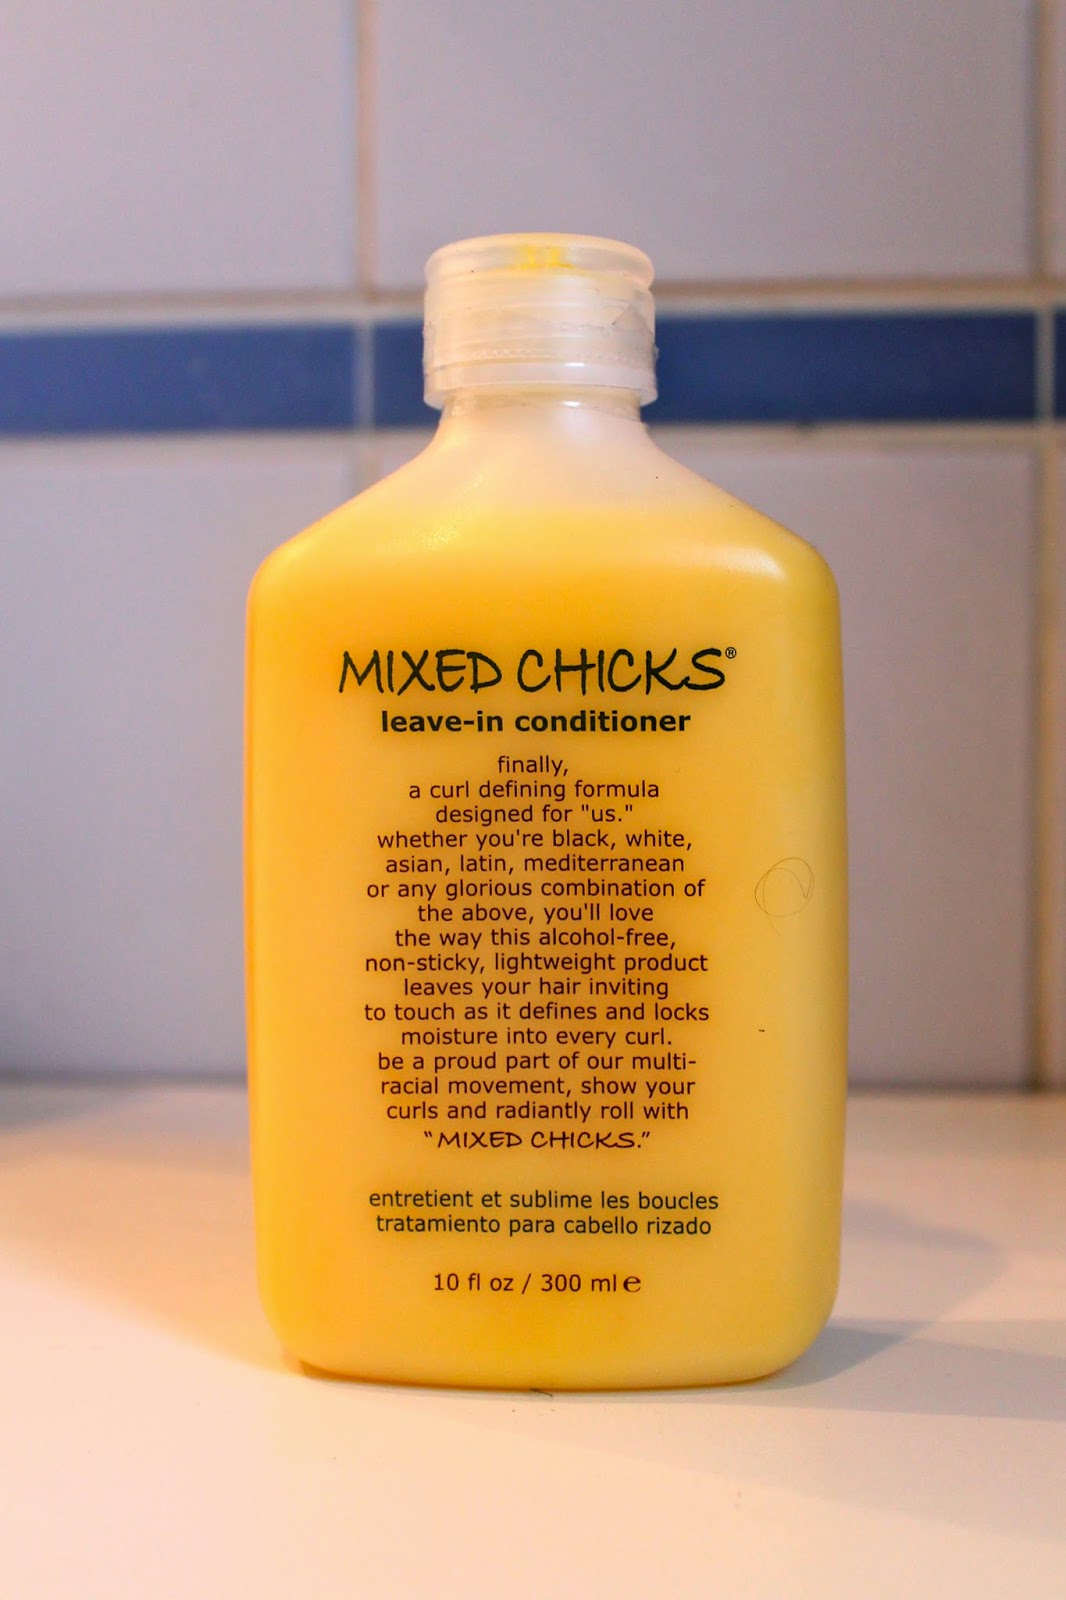 MIXED CHICKS®
leave-in conditioner
finally,
a curl defining formula
designed for "us."
whether you're black, white,
asian, latin, mediterranean
or any glorious combination of
the above, you'll love
the way this alcohol-free,
non-sticky, lightweight product
leaves your hair inviting
to touch as it defines and locks
moisture into every curl.
be a proud part of our multi-
racial movement, show your
curls and radiantly roll with
“MIXED CHICKS.”
entretient et sublime les boucles
tratamiento para cabello rizado
10 fl oz / 300 ml ℮